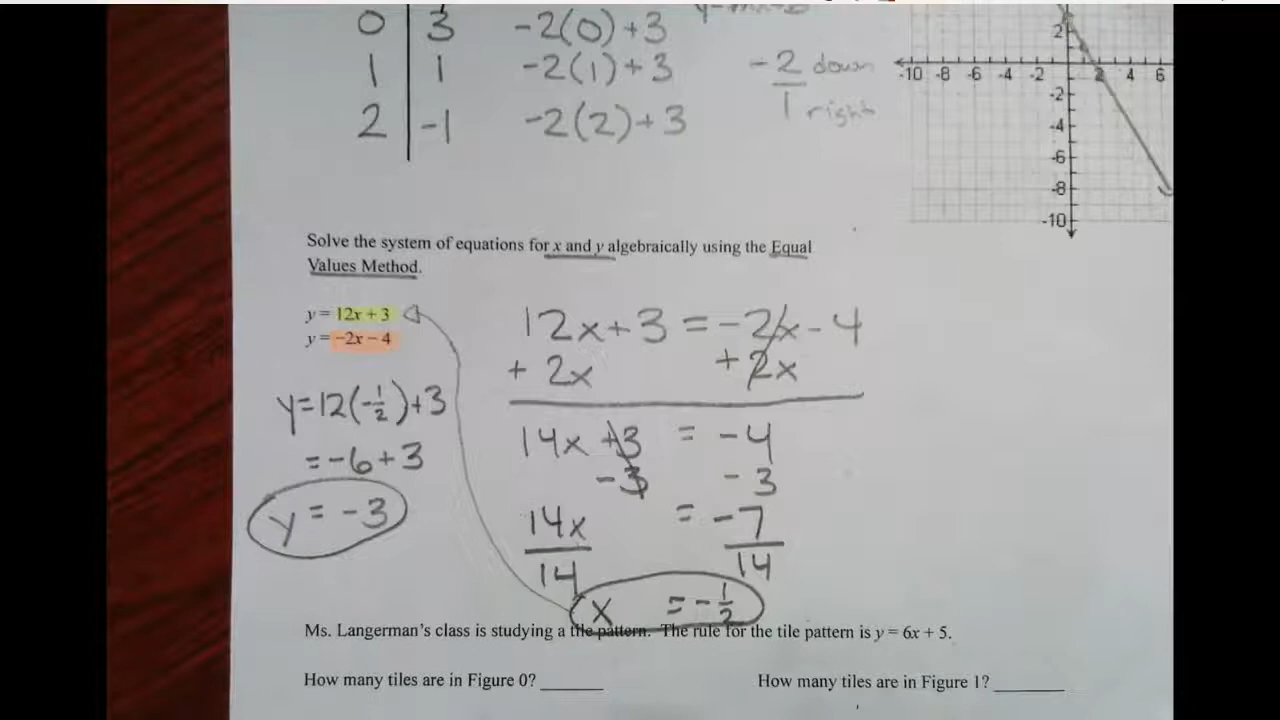 0 3 -2(0)+3
1 1 -2(1)+3
2 -1 -2(2)+3
-2 down
1 right
2
-10 -8 -6 -4 -2 2 4 6
-2
-4
-6
-8
-10
Solve the system of equations for x and y algebraically using the Equal
Values Method.
y = 12x + 3
y = −2x − 4
12x+3 = -2x - 4
+ 2x + 2x
14x +3 = -4
-3 -3
14x = -7
14 14
x = -1/2
y=12(-1/2)+3
=-6+3
y = -3
Ms. Langerman's class is studying a tile pattern. The rule for the tile pattern is y = 6x + 5.
How many tiles are in Figure 0? ______ How many tiles are in Figure 1? ______